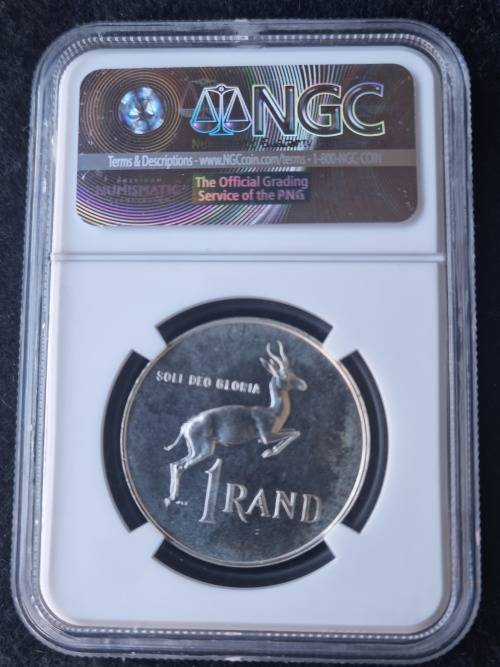 NGC
Terms & Descriptions - www.NGCcoin.com/terms • 1-800-NGC-COIN
NUMISMATIC
The Official Grading
Service of the PNG
SOLI DEO GLORIA
1 RAND